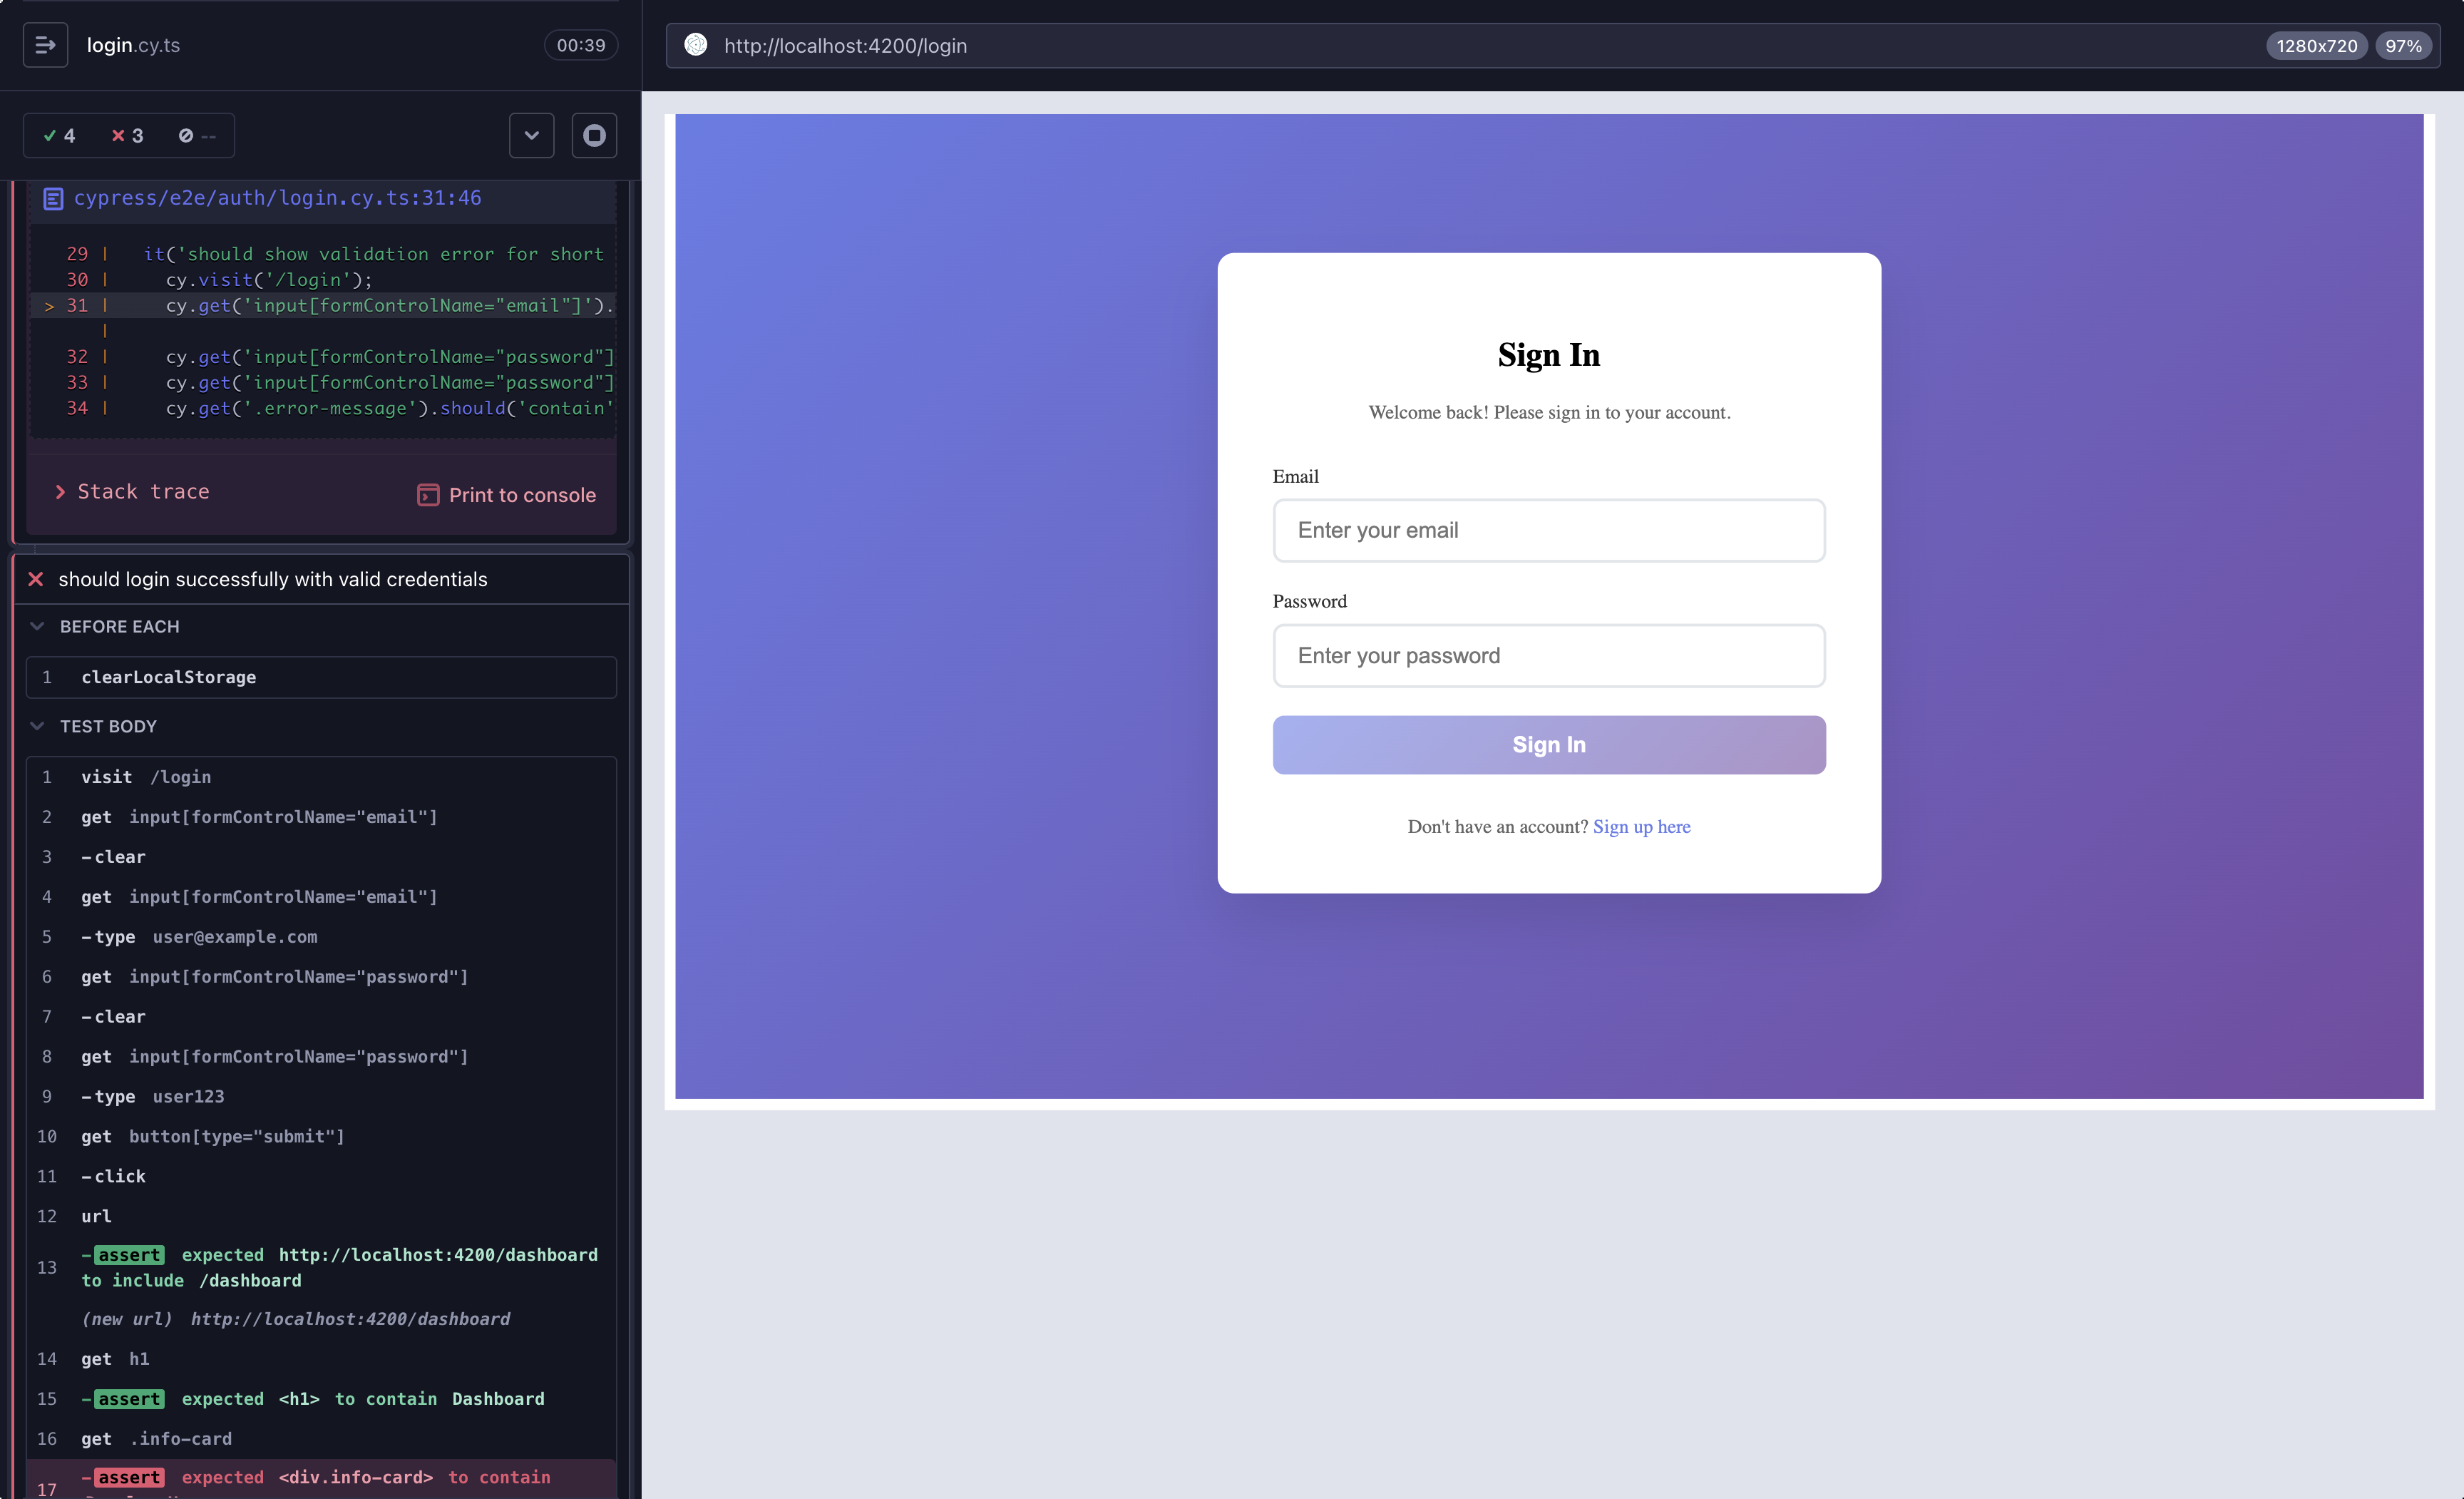 login.cy.ts
00:39
4
3
--
cypress/e2e/auth/login.cy.ts:31:46
29 | it('should show validation error for short
30 | cy.visit('/login');
> 31 | cy.get('input[formControlName="email"]').
|
32 | cy.get('input[formControlName="password"]
33 | cy.get('input[formControlName="password"]
34 | cy.get('.error-message').should('contain'
Stack trace
Print to console
should login successfully with valid credentials
BEFORE EACH
1 clearLocalStorage
TEST BODY
1 visit /login
2 get input[formControlName="email"]
3 -clear
4 get input[formControlName="email"]
5 -type user@example.com
6 get input[formControlName="password"]
7 -clear
8 get input[formControlName="password"]
9 -type user123
10 get button[type="submit"]
11 -click
12 url
13 -assert expected http://localhost:4200/dashboard
to include /dashboard
(new url) http://localhost:4200/dashboard
14 get h1
15 -assert expected <h1> to contain Dashboard
16 get .info-card
17 -assert expected <div.info-card> to contain
http://localhost:4200/login
1280x720
97%
Sign In
Welcome back! Please sign in to your account.
Email
Enter your email
Password
Enter your password
Sign In
Don't have an account? Sign up here